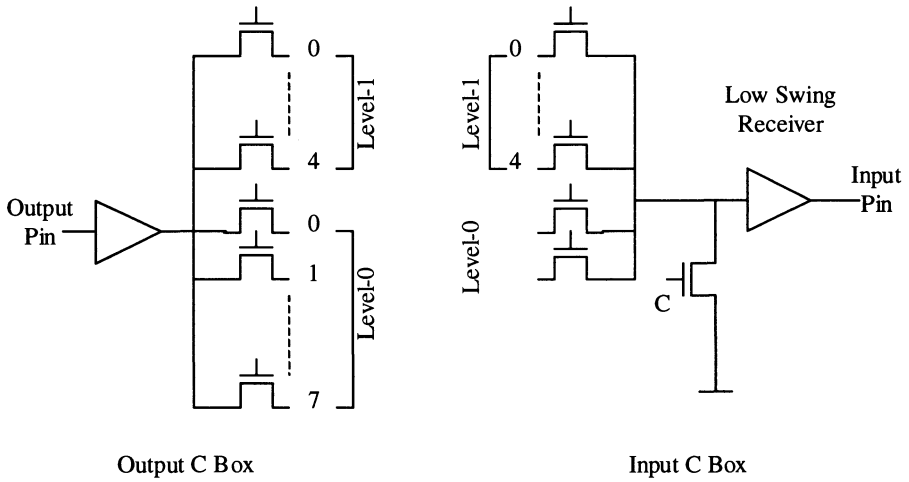 0
Level-1
4
Output
Pin
0
1
Level-0
7
Output C Box
0
Level-1
4
Level-0
Low Swing
Receiver
Input
Pin
C
Input C Box